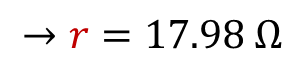 → r = 17.98 Ω